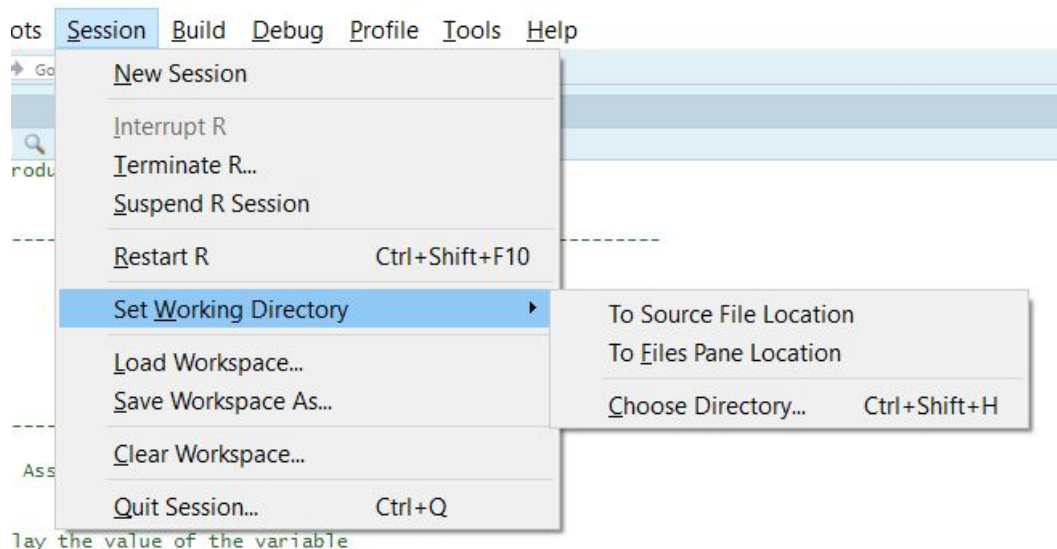 ots Session Build Debug Profile Tools Help
Go
New Session
Interrupt R
Terminate R...
Suspend R Session
Restart R Ctrl+Shift+F10
Set Working Directory
To Source File Location
To Files Pane Location
Choose Directory... Ctrl+Shift+H
Load Workspace...
Save Workspace As...
Clear Workspace...
Quit Session... Ctrl+Q
rodu
----
--------
----
Ass
lay the value of the variable